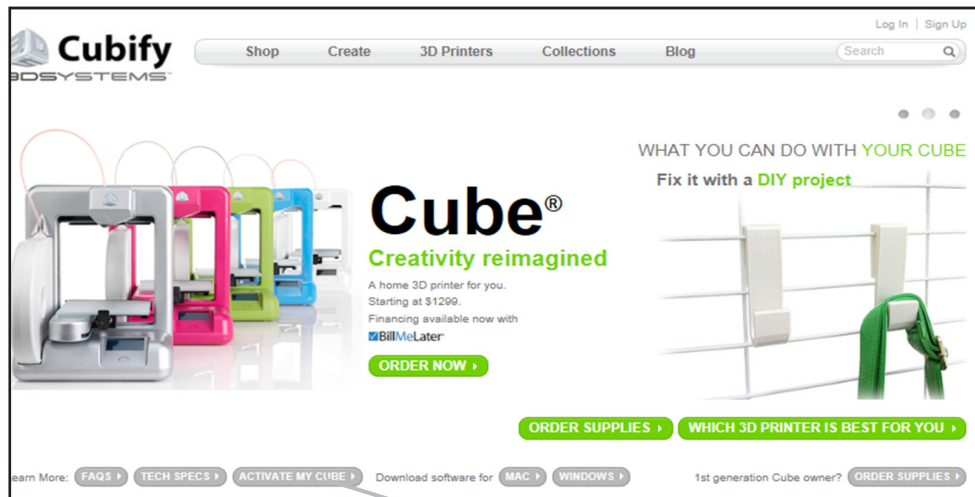 Log In | Sign Up
Cubify
3DSYSTEMS™
Shop Create 3D Printers Collections Blog Search
WHAT YOU CAN DO WITH YOUR CUBE
Fix it with a DIY project
Cube®
Creativity reimagined
A home 3D printer for you.
Starting at $1299.
Financing available now with
BillMeLater
ORDER NOW
ORDER SUPPLIES WHICH 3D PRINTER IS BEST FOR YOU
earn More: FAQS TECH SPECS ACTIVATE MY CUBE Download software for MAC WINDOWS 1st generation Cube owner? ORDER SUPPLIES